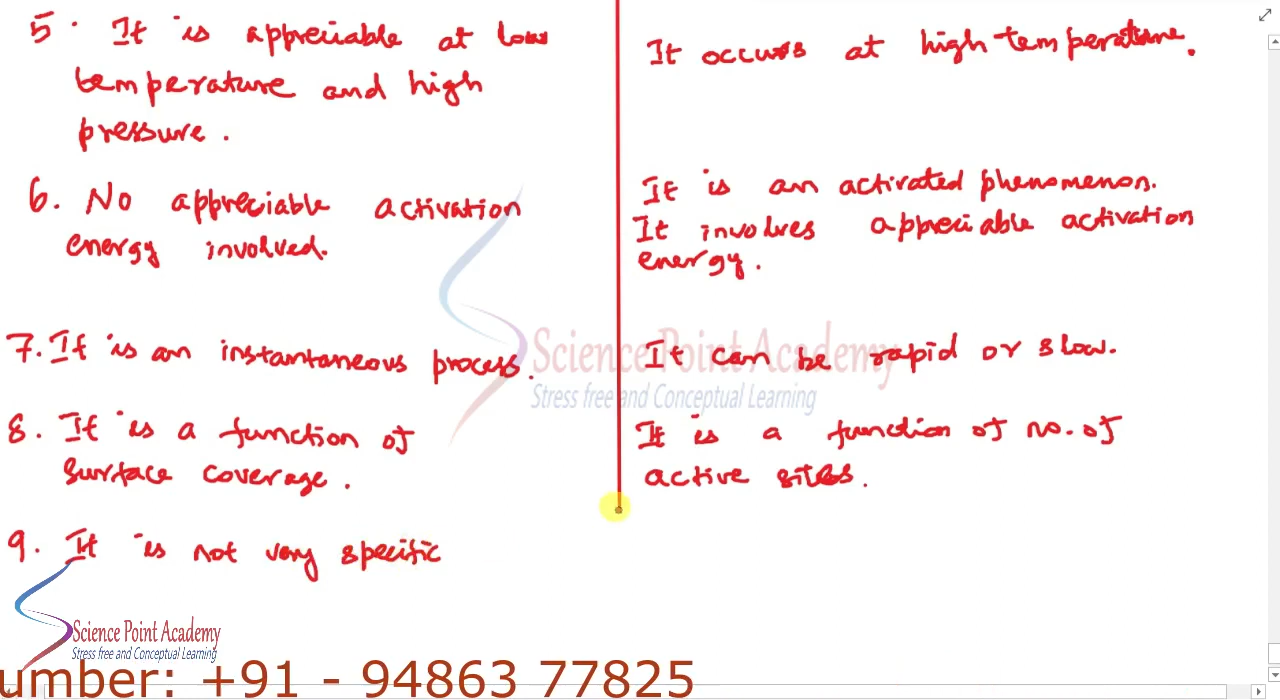 5. It is appreciable at low
temperature and high
pressure.
It occurs at high temperature.
6. No appreciable activation
energy involved.
It is an activated phenomenon.
It involves appreciable activation
energy.
7. It is an instantaneous process.
It can be rapid or slow.
8. It is a function of
surface coverage.
It is a function of no. of
active sites.
9. It is not very specific
Science Point Academy
Stress free and Conceptual Learning
Science Point Academy
Stress free and Conceptual Learning
umber: +91 - 94863 77825